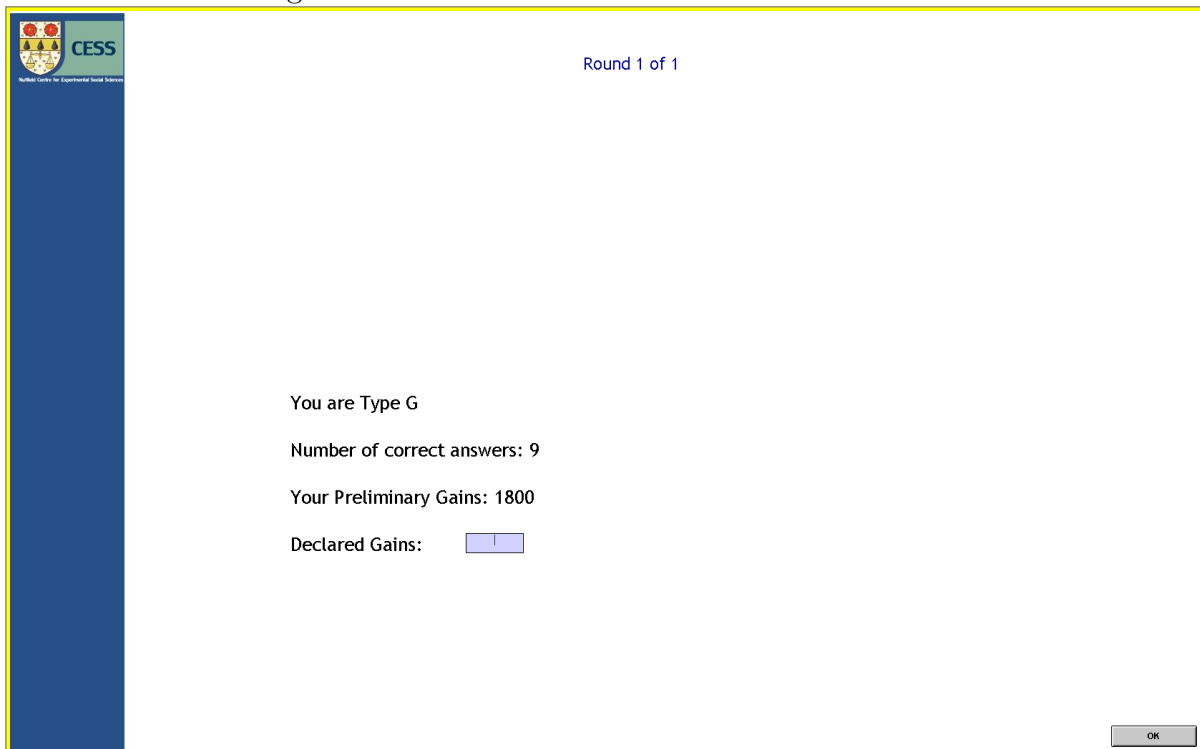 CESS
Nuffield Centre for Experimental Social Sciences
Round 1 of 1
You are Type G
Number of correct answers: 9
Your Preliminary Gains: 1800
Declared Gains:
OK